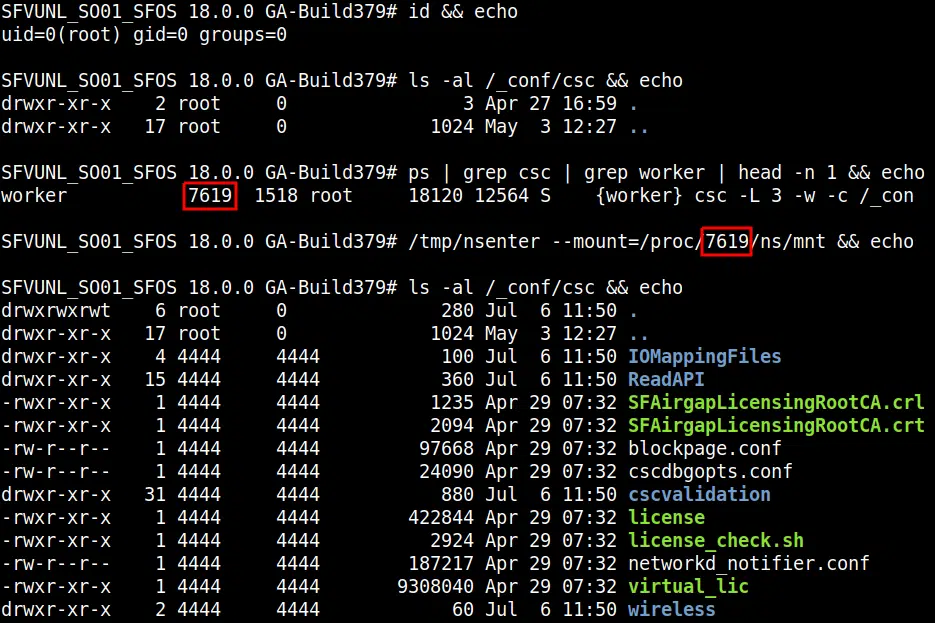 SFVUNL_SO01_SFOS 18.0.0 GA-Build379# id && echo
uid=0(root) gid=0 groups=0
SFVUNL_SO01_SFOS 18.0.0 GA-Build379# ls -al /_conf/csc && echo
drwxr-xr-x    2 root     0                3 Apr 27 16:59 .
drwxr-xr-x   17 root     0             1024 May  3 12:27 ..
SFVUNL_SO01_SFOS 18.0.0 GA-Build379# ps | grep csc | grep worker | head -n 1 && echo
worker           7619  1518 root     18120 12564 S    {worker} csc -L 3 -w -c /_con
SFVUNL_SO01_SFOS 18.0.0 GA-Build379# /tmp/nsenter --mount=/proc/7619/ns/mnt && echo
SFVUNL_SO01_SFOS 18.0.0 GA-Build379# ls -al /_conf/csc && echo
drwxrwxrwt    6 root     0              280 Jul  6 11:50 .
drwxr-xr-x   17 root     0             1024 May  3 12:27 ..
drwxr-xr-x    4 4444     4444           100 Jul  6 11:50 IOMappingFiles
drwxr-xr-x   15 4444     4444           360 Jul  6 11:50 ReadAPI
-rwxr-xr-x    1 4444     4444          1235 Apr 29 07:32 SFAirgapLicensingRootCA.crl
-rwxr-xr-x    1 4444     4444          2094 Apr 29 07:32 SFAirgapLicensingRootCA.crt
-rw-r--r--    1 4444     4444         97668 Apr 29 07:32 blockpage.conf
-rw-r--r--    1 4444     4444         24090 Apr 29 07:32 cscdbgopts.conf
drwxr-xr-x   31 4444     4444           880 Jul  6 11:50 cscvalidation
-rwxr-xr-x    1 4444     4444        422844 Apr 29 07:32 license
-rwxr-xr-x    1 4444     4444          2924 Apr 29 07:32 license_check.sh
-rw-r--r--    1 4444     4444        187217 Apr 29 07:32 networkd_notifier.conf
-rwxr-xr-x    1 4444     4444       9308040 Apr 29 07:32 virtual_lic
drwxr-xr-x    2 4444     4444            60 Jul  6 11:50 wireless